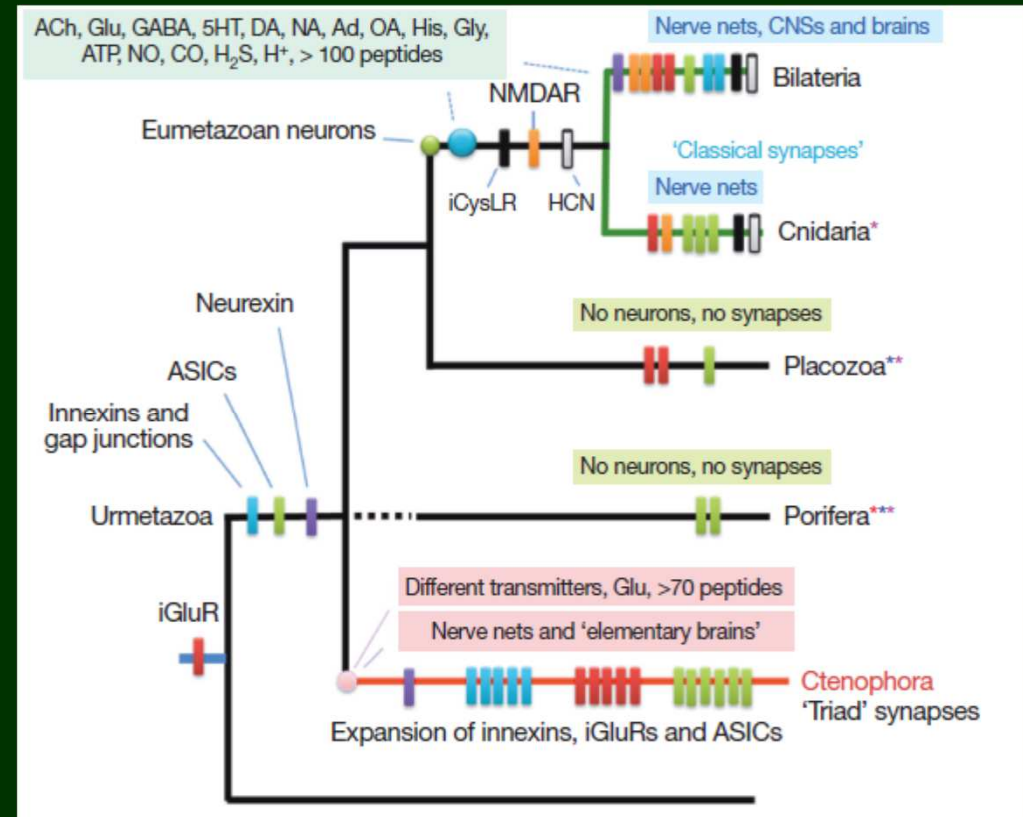 ACh, Glu, GABA, 5HT, DA, NA, Ad, OA, His, Gly,
ATP, NO, CO, H₂S, H⁺, > 100 peptides
Nerve nets, CNSs and brains
NMDAR
Bilateria
Eumetazoan neurons
'Classical synapses'
Nerve nets
iCysLR
HCN
Cnidaria*
Neurexin
No neurons, no synapses
ASICs
Placozoa**
Innexins and
gap junctions
No neurons, no synapses
Urmetazoa
Porifera***
Different transmitters, Glu, >70 peptides
iGluR
Nerve nets and 'elementary brains'
Ctenophora
'Triad' synapses
Expansion of innexins, iGluRs and ASICs